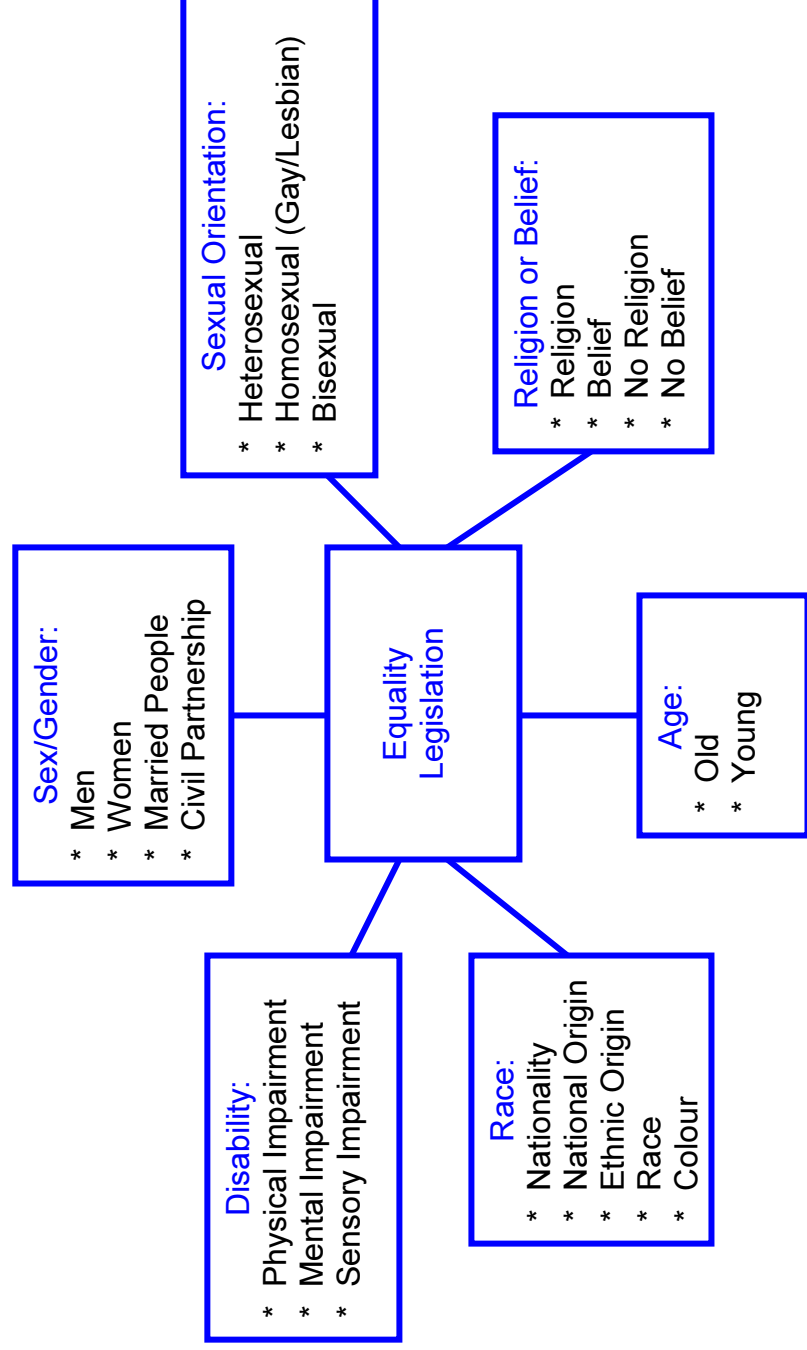 Sex/Gender:
* Men
* Women
* Married People
* Civil Partnership
Disability:
* Physical Impairment
* Mental Impairment
* Sensory Impairment
Sexual Orientation:
* Heterosexual
* Homosexual (Gay/Lesbian)
* Bisexual
Equality
Legislation
Race:
* Nationality
* National Origin
* Ethnic Origin
* Race
* Colour
Religion or Belief:
* Religion
* Belief
* No Religion
* No Belief
Age:
* Old
* Young